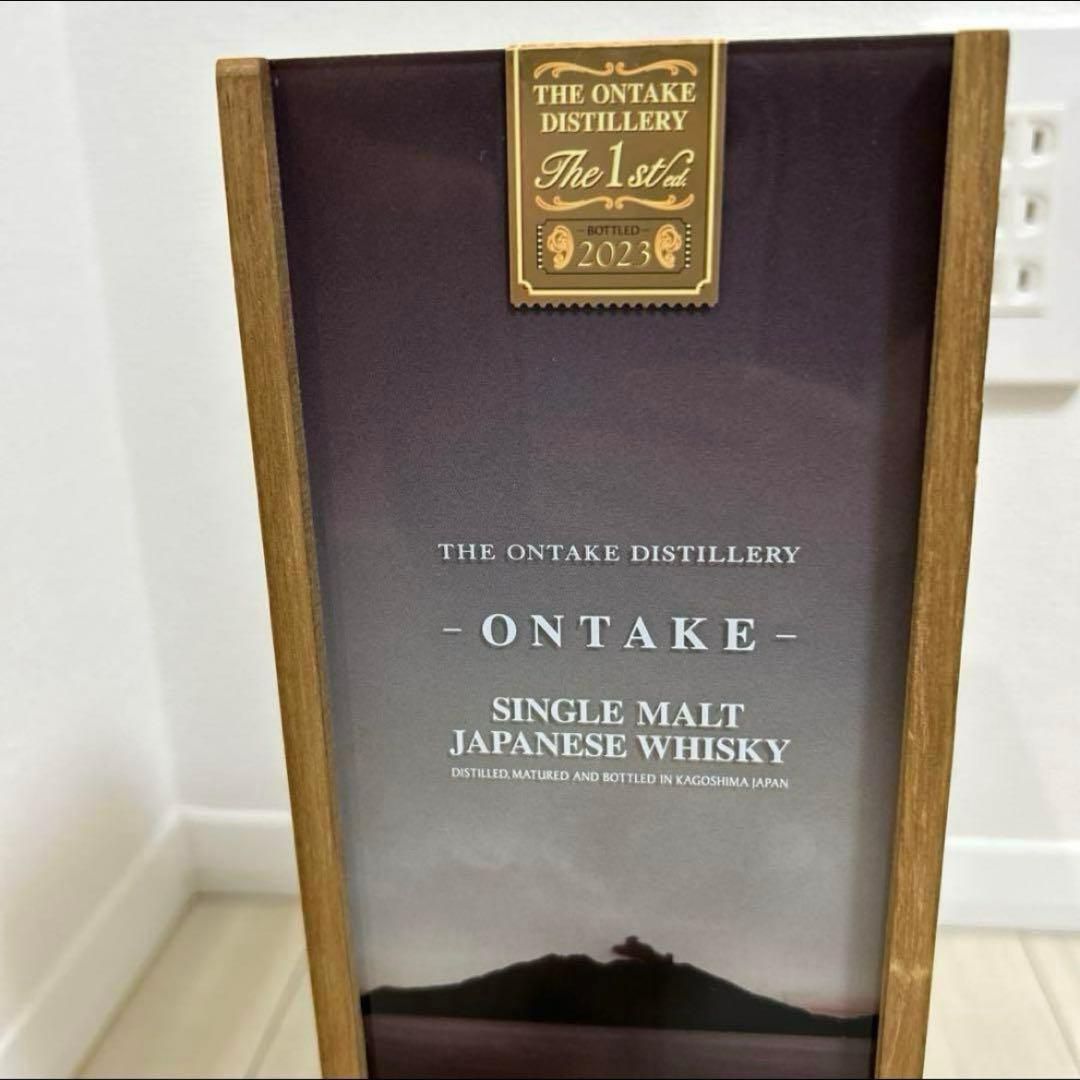 THE ONTAKE
DISTILLERY
The 1st ed.
BOTTLED
2023
THE ONTAKE DISTILLERY
- ONTAKE -
SINGLE MALT
JAPANESE WHISKY
DISTILLED, MATURED AND BOTTLED IN KAGOSHIMA JAPAN